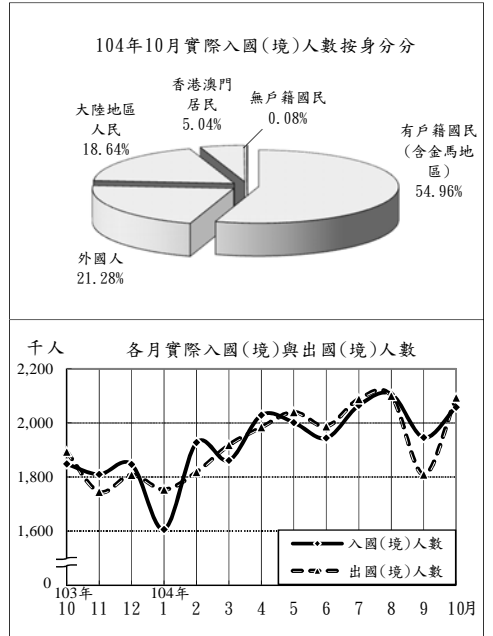 104年10月實際入國(境)人數按身分分
香港澳門
居民
5.04%
無戶籍國民
0.08%
大陸地區
人民
18.64%
有戶籍國民
(含金馬地
區)
54.96%
外國人
21.28%
千人
各月實際入國(境)與出國(境)人數
2,200
2,000
1,800
1,600
0
入國(境)人數
出國(境)人數
103年 104年
10 11 12 1 2 3 4 5 6 7 8 9 10月